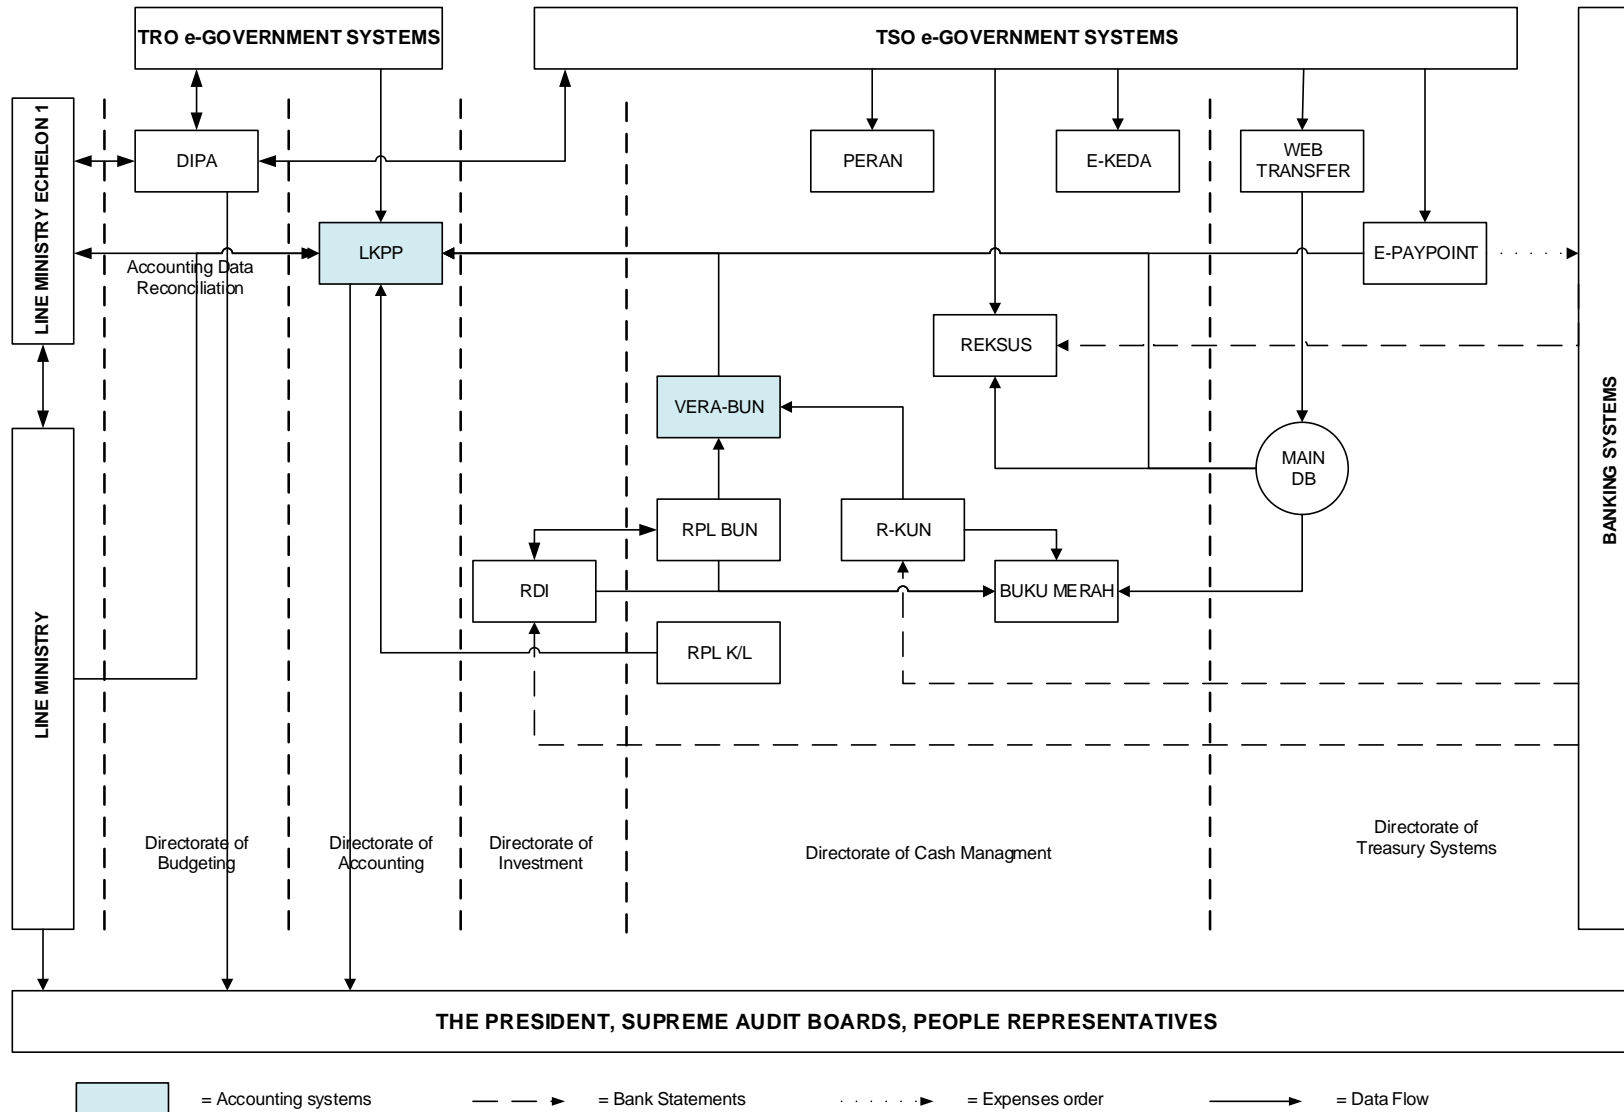 TRO e-GOVERNMENT SYSTEMS
TSO e-GOVERNMENT SYSTEMS
LINE MINISTRY ECHELON 1
DIPA
PERAN
E-KEDA
WEB
TRANSFER
LKPP
E-PAYPOINT
Accounting Data
Reconciliation
REKSUS
VERA-BUN
MAIN
DB
BANKING SYSTEMS
RPL BUN
R-KUN
RDI
BUKU MERAH
RPL K/L
LINE MINISTRY
Directorate of
Budgeting
Directorate of
Accounting
Directorate of
Investment
Directorate of Cash Managment
Directorate of
Treasury Systems
THE PRESIDENT, SUPREME AUDIT BOARDS, PEOPLE REPRESENTATIVES
= Accounting systems
= Bank Statements
= Expenses order
= Data Flow